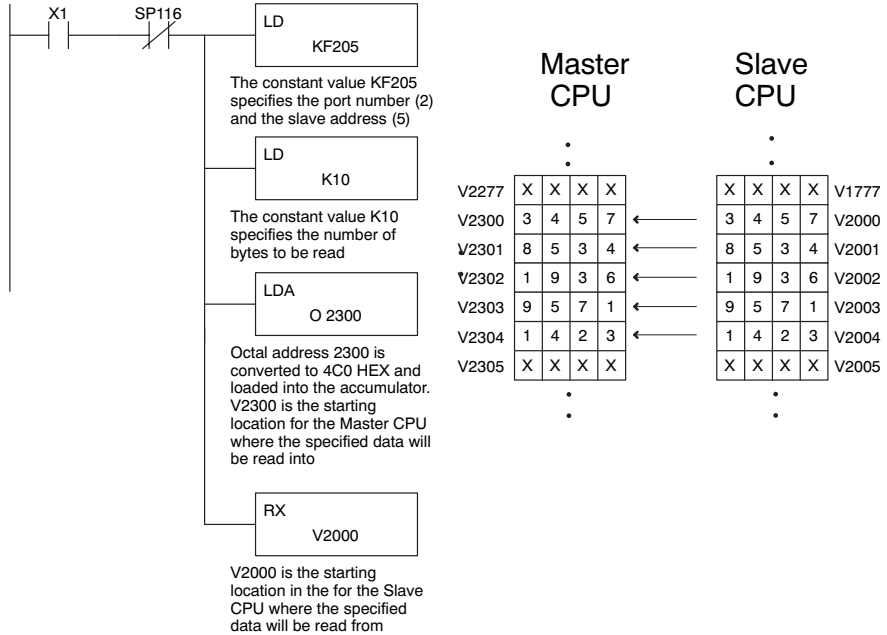 X1
SP116
LD
KF205
The constant value KF205
specifies the port number (2)
and the slave address (5)
LD
K10
The constant value K10
specifies the number of
bytes to be read
LDA
O 2300
Octal address 2300 is
converted to 4C0 HEX and
loaded into the accumulator.
V2300 is the starting
location for the Master CPU
where the specified data will
be read into
RX
V2000
V2000 is the starting
location in the for the Slave
CPU where the specified
data will be read from
Master
CPU
Slave
CPU
V2277 X X X X X X X X V1777
V2300 3 4 5 7 3 4 5 7 V2000
V2301 8 5 3 4 8 5 3 4 V2001
V2302 1 9 3 6 1 9 3 6 V2002
V2303 9 5 7 1 9 5 7 1 V2003
V2304 1 4 2 3 1 4 2 3 V2004
V2305 X X X X X X X X V2005